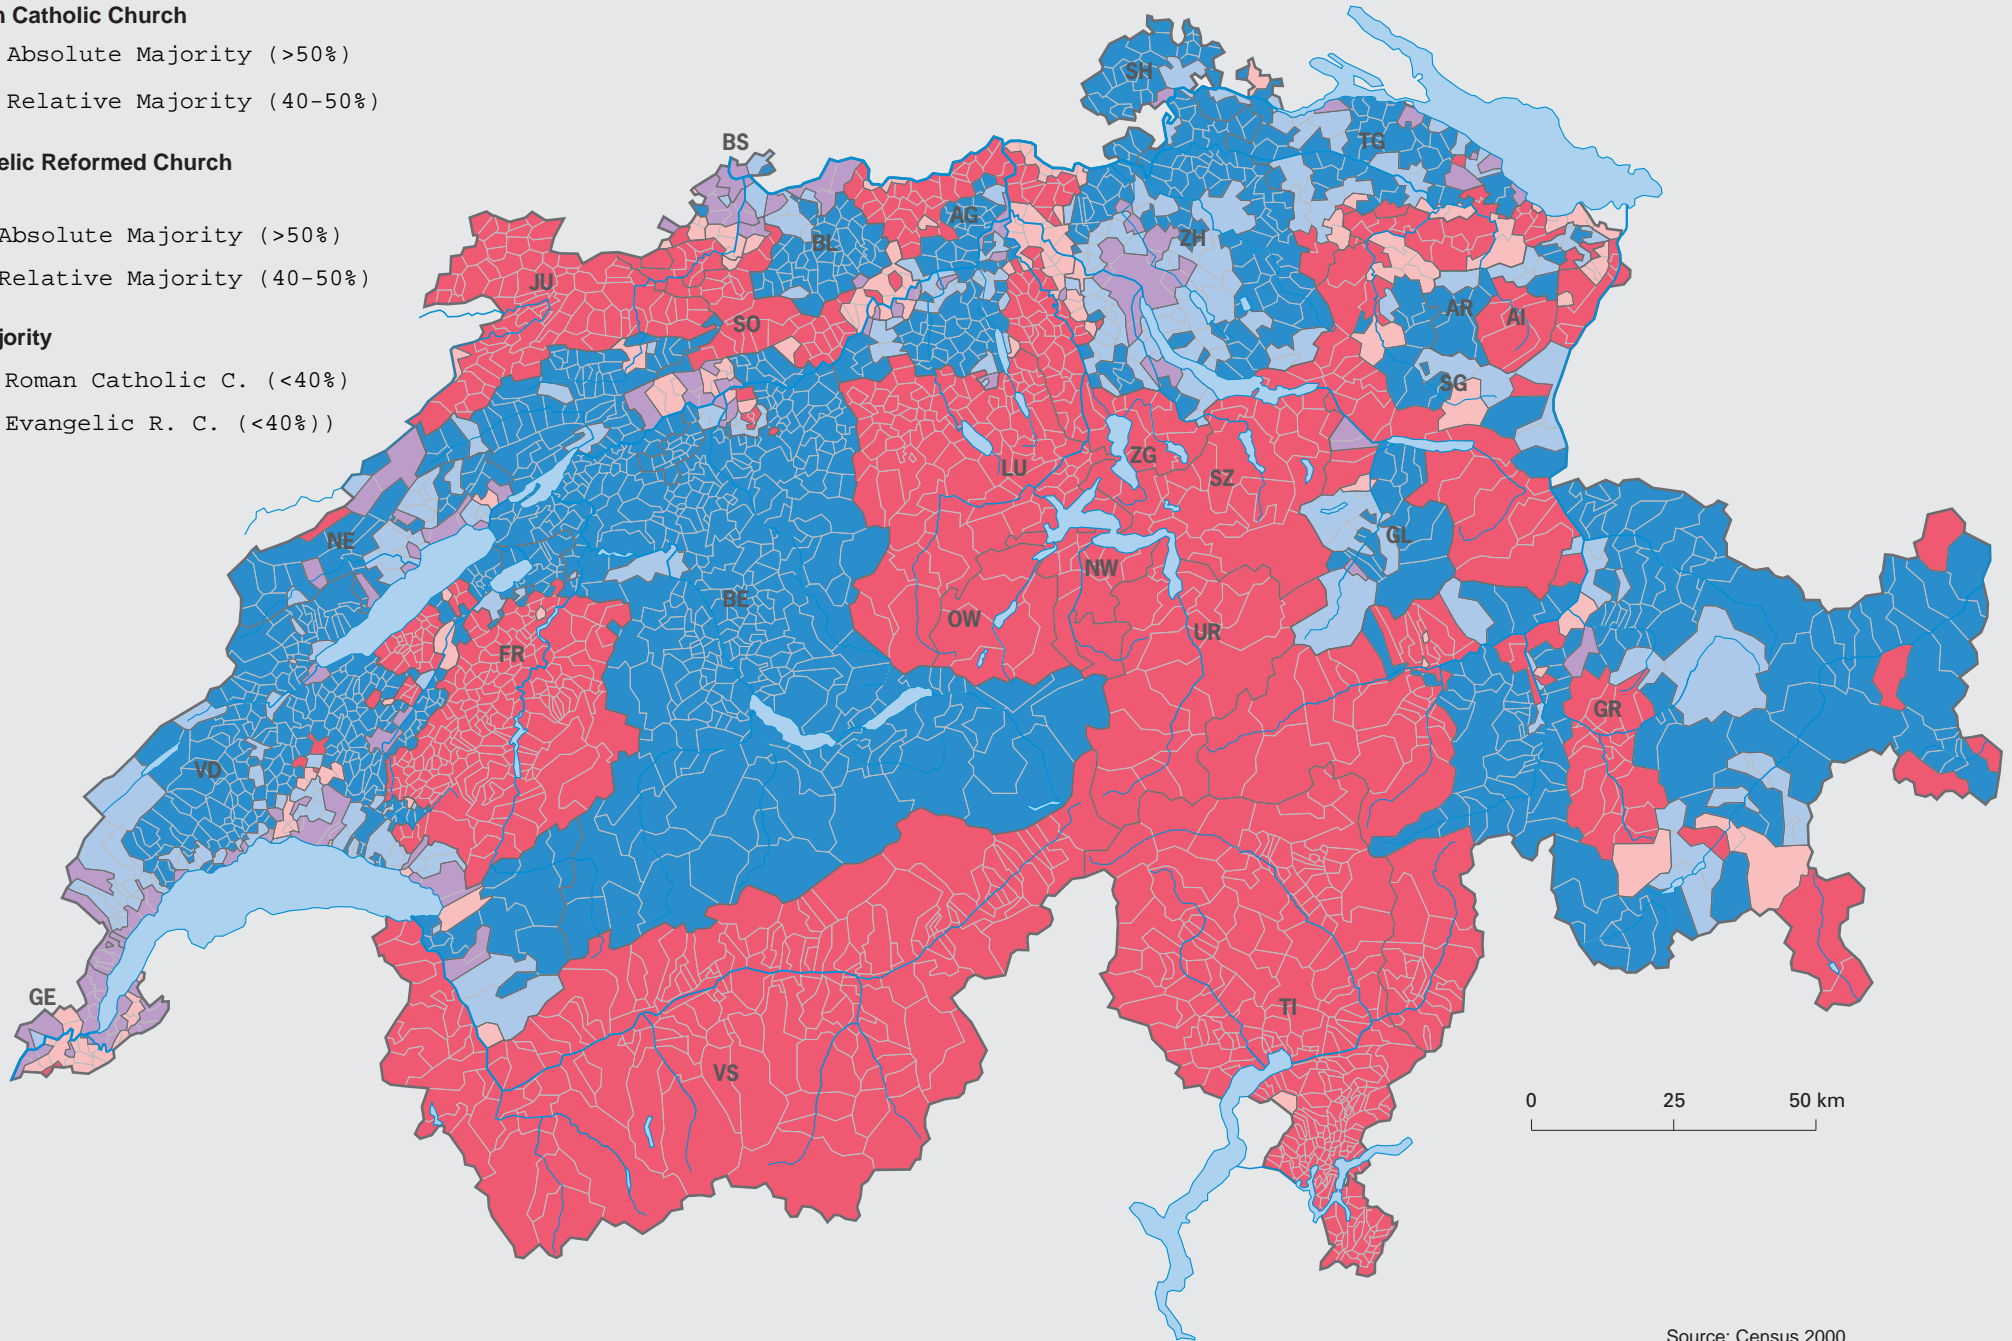 n Catholic Church
Absolute Majority (>50%)
Relative Majority (40-50%)
elic Reformed Church
Absolute Majority (>50%)
Relative Majority (40-50%)
jority
Roman Catholic C. (<40%)
Evangelic R. C. (<40%))
SH
BS
TG
AG
ZH
BL
JU
SO
AR
AI
SG
LU
ZG
SZ
NE
GL
NW
BE
OW
UR
FR
GR
VD
GE
TI
VS
0 25 50 km
Source: Census 2000